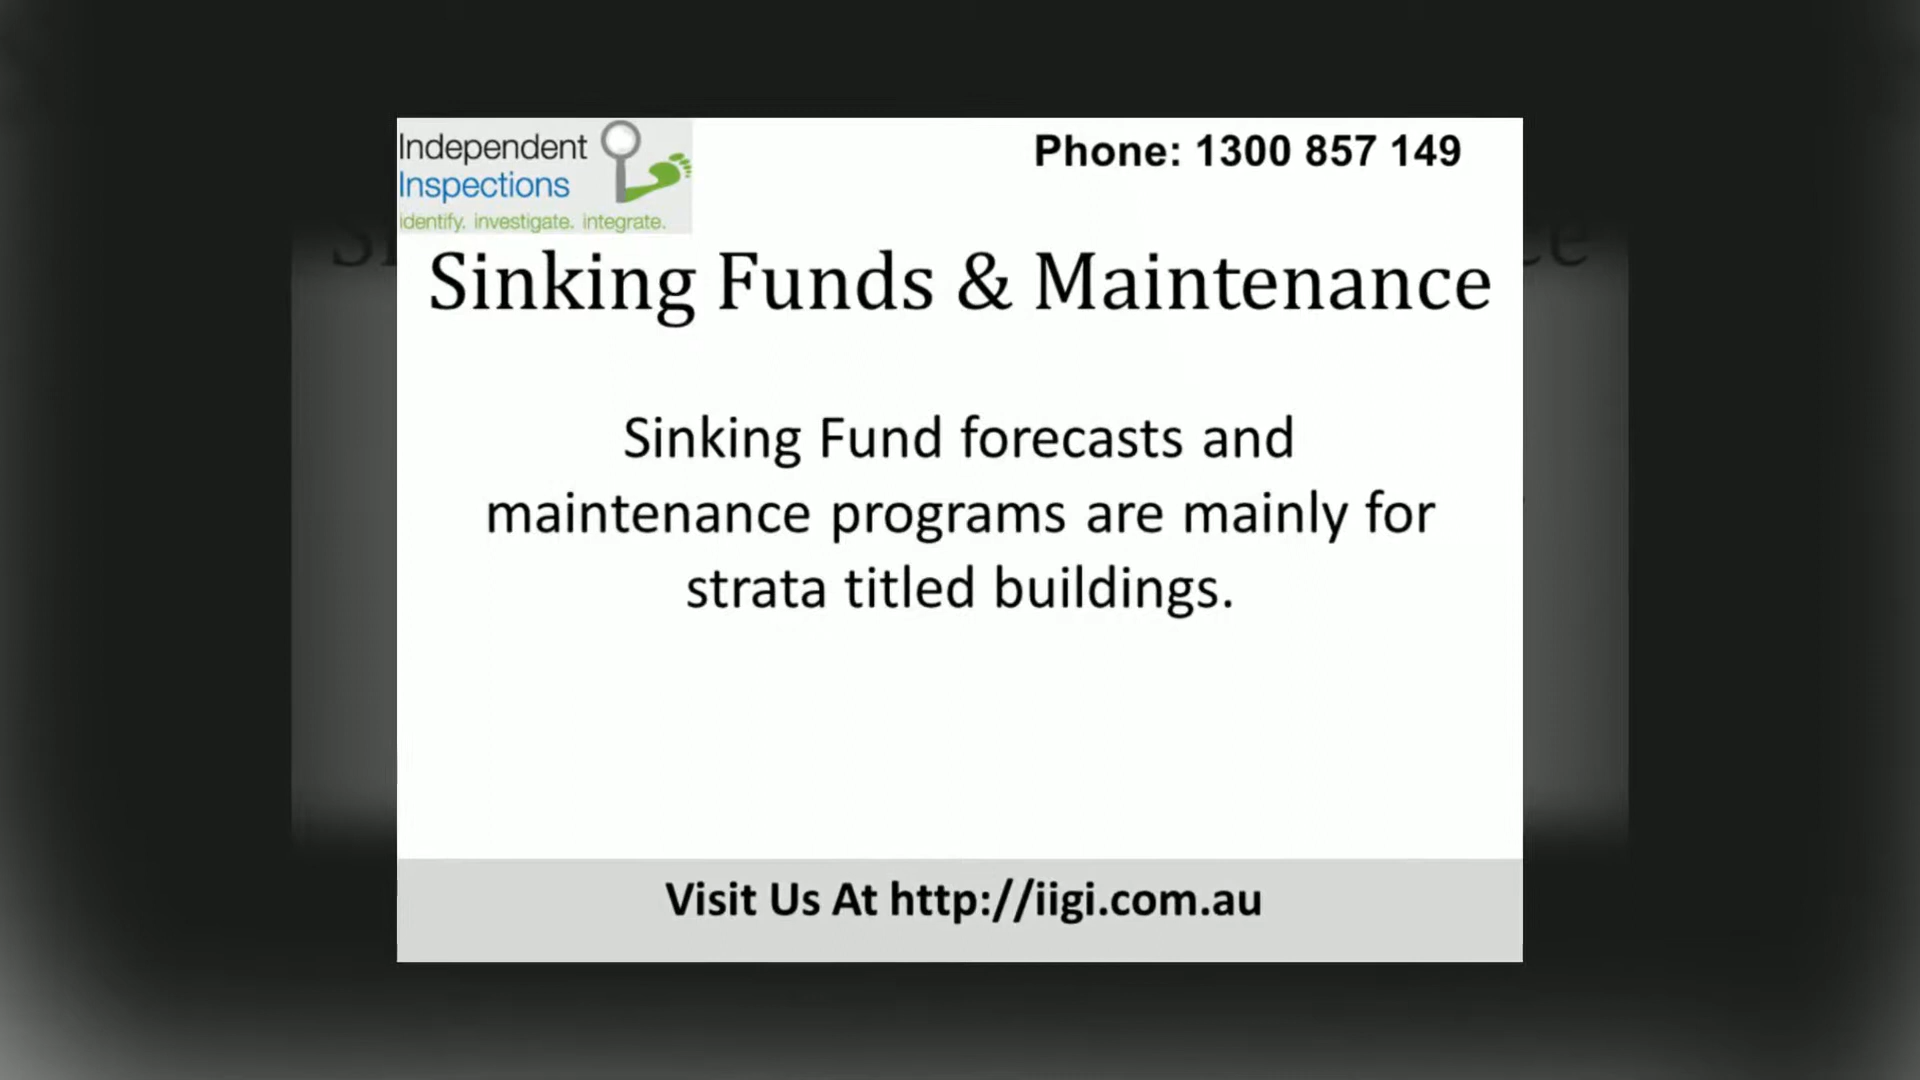 Independent
Inspections
identify. investigate. integrate.
Phone: 1300 857 149
Sinking Funds & Maintenance
Sinking Fund forecasts and
maintenance programs are mainly for
strata titled buildings.
Visit Us At http://iigi.com.au